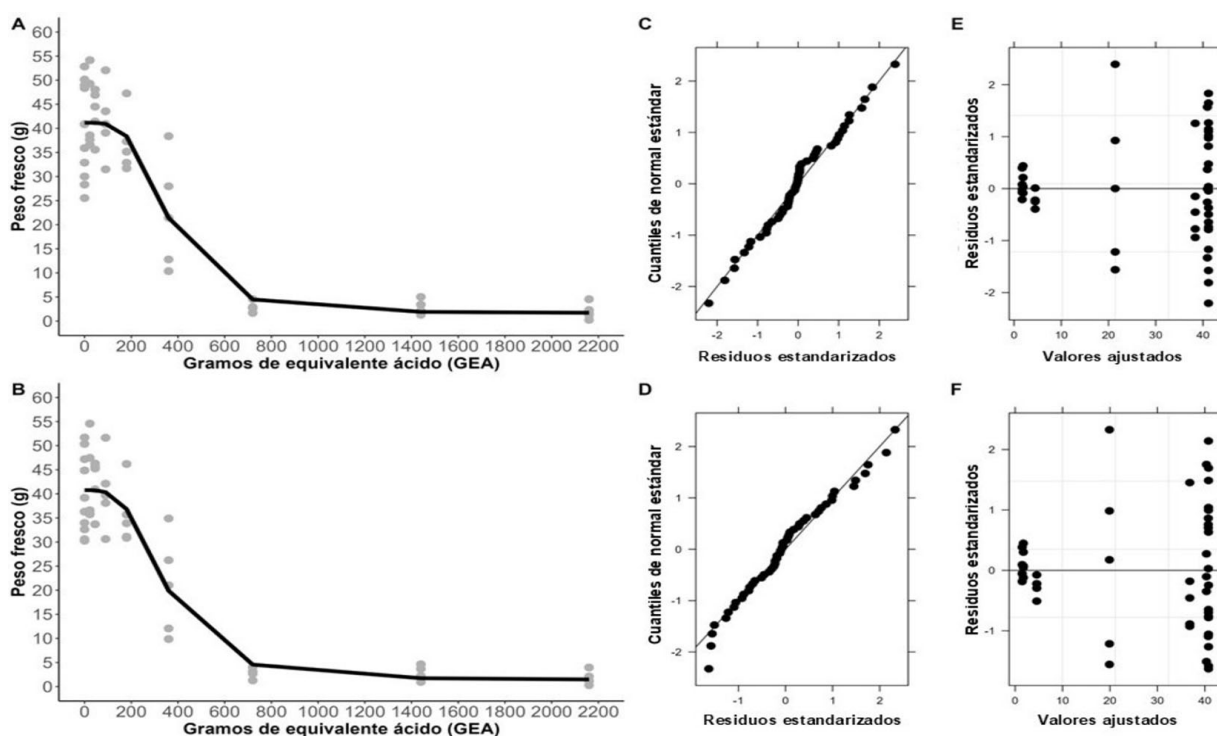 A
Peso fresco (g)
60
55
50
45
40
35
30
25
20
15
10
5
0
0 200 400 600 800 1000 1200 1400 1600 1800 2000 2200
Gramos de equivalente ácido (GEA)
C
Cuantiles de normal estándar
2
1
0
-1
-2
-2 -1 0 1 2
Residuos estandarizados
E
Residuos estandarizados
2
1
0
-1
-2
0 10 20 30 40
Valores ajustados
B
Peso fresco (g)
60
55
50
45
40
35
30
25
20
15
10
5
0
0 200 400 600 800 1000 1200 1400 1600 1800 2000 2200
Gramos de equivalente ácido (GEA)
D
Cuantiles de normal estándar
2
1
0
-1
-2
-1 0 1 2
Residuos estandarizados
F
Residuos estandarizados
2
1
0
-1
0 10 20 30 40
Valores ajustados